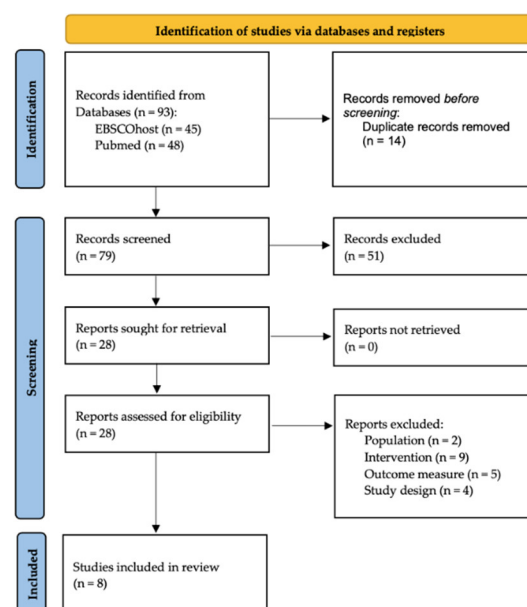 Identification of studies via databases and registers
Identification
Records identified from
Databases (n = 93):
EBSCOhost (n = 45)
Pubmed (n = 48)
Records removed before
screening:
Duplicate records removed
(n = 14)
Screening
Records screened
(n = 79)
Records excluded
(n = 51)
Reports sought for retrieval
(n = 28)
Reports not retrieved
(n = 0)
Reports assessed for eligibility
(n = 28)
Reports excluded:
Population (n = 2)
Intervention (n = 9)
Outcome measure (n = 5)
Study design (n = 4)
Included
Studies included in review
(n = 8)